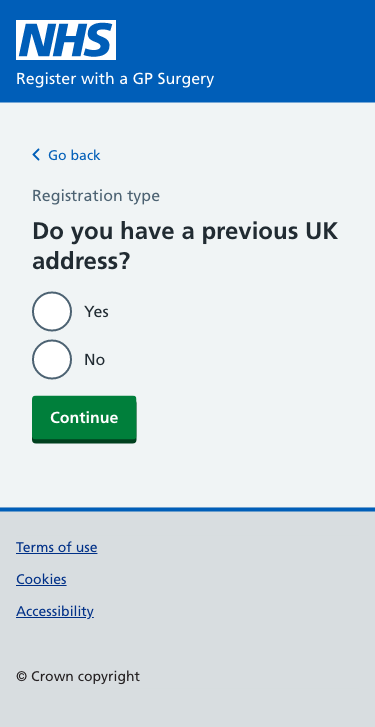 NHS
Register with a GP Surgery
Go back
Registration type
Do you have a previous UK
address?
Yes
No
Continue
Terms of use
Cookies
Accessibility
© Crown copyright